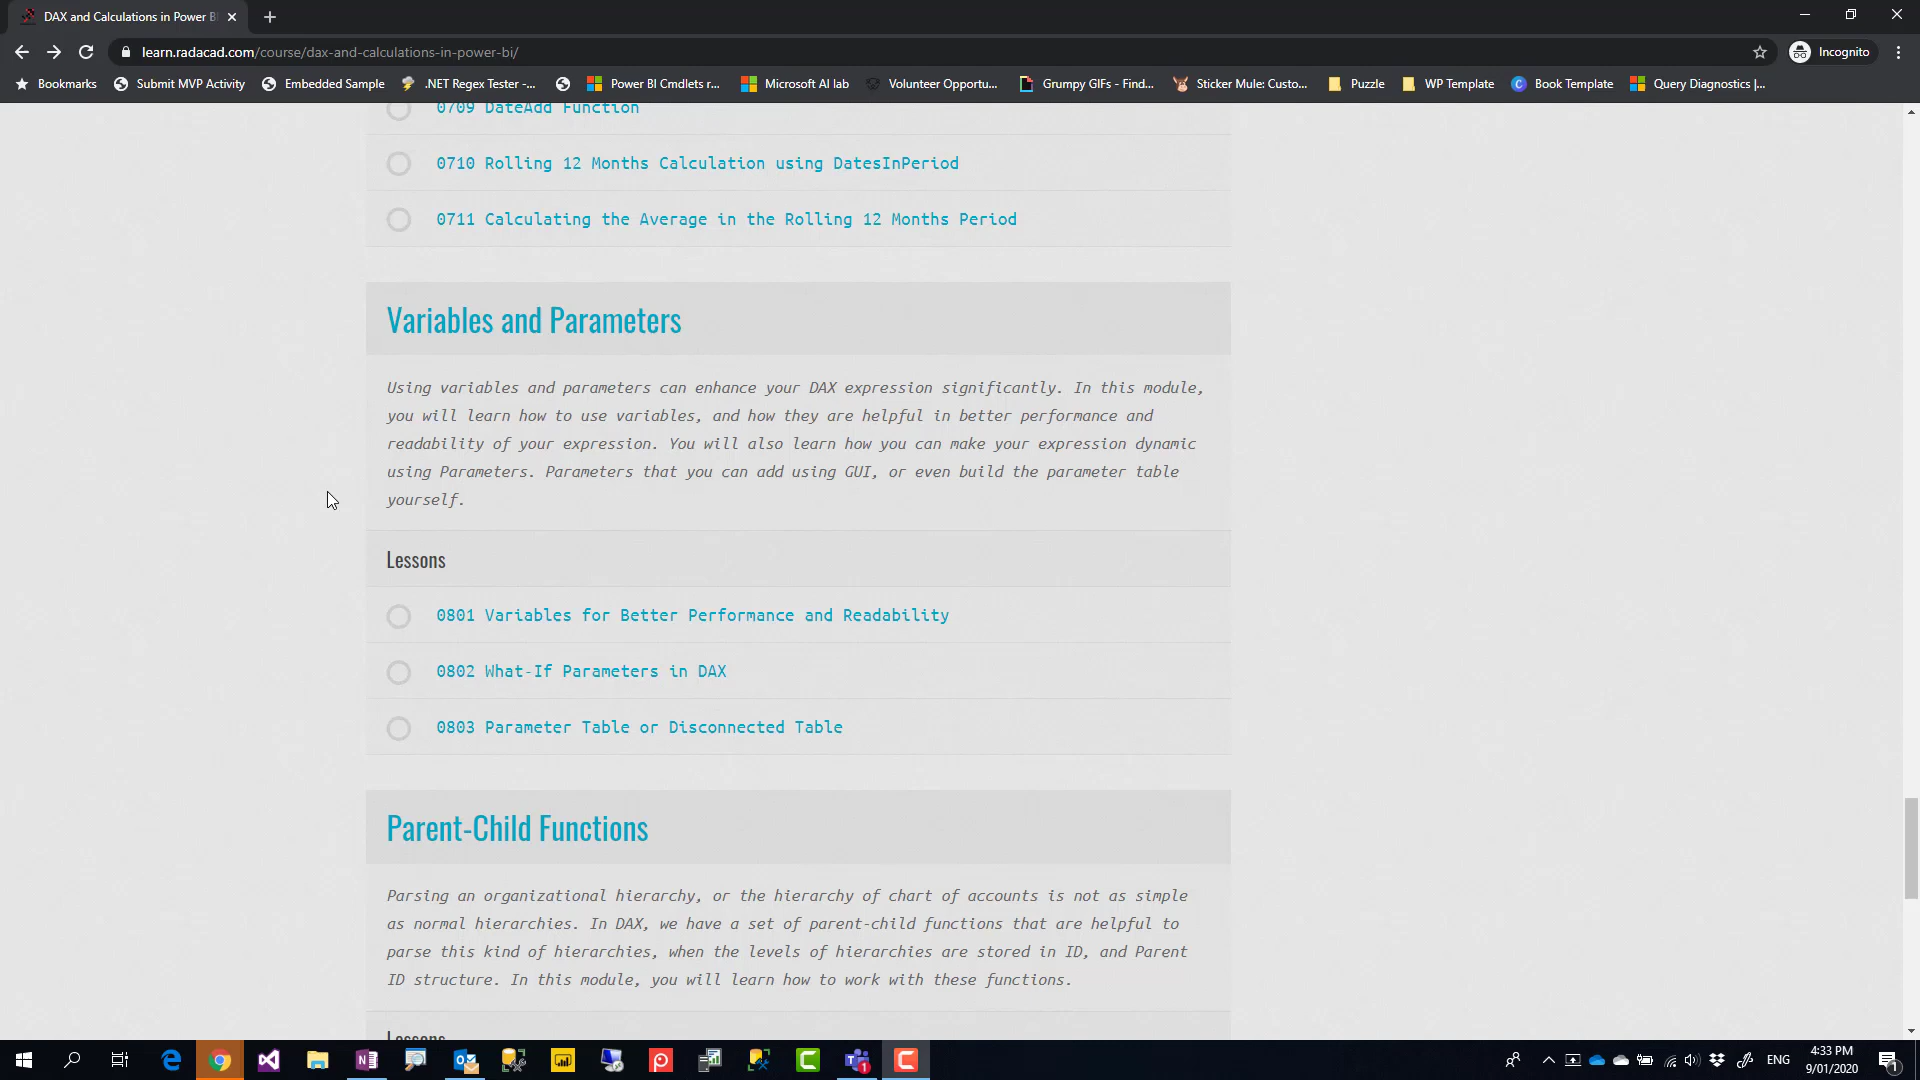 DAX and Calculations in Power B
learn.radacad.com/course/dax-and-calculations-in-power-bi/
Incognito
Bookmarks
Submit MVP Activity
Embedded Sample
.NET Regex Tester -...
Power BI Cmdlets r...
Microsoft AI lab
Volunteer Opportu...
Grumpy GIFs - Find...
Sticker Mule: Custo...
Puzzle
WP Template
Book Template
Query Diagnostics |...
0709 DateAdd Function
0710 Rolling 12 Months Calculation using DatesInPeriod
0711 Calculating the Average in the Rolling 12 Months Period
Variables and Parameters
Using variables and parameters can enhance your DAX expression significantly. In this module,
you will learn how to use variables, and how they are helpful in better performance and
readability of your expression. You will also learn how you can make your expression dynamic
using Parameters. Parameters that you can add using GUI, or even build the parameter table
yourself.
Lessons
0801 Variables for Better Performance and Readability
0802 What-If Parameters in DAX
0803 Parameter Table or Disconnected Table
Parent-Child Functions
Parsing an organizational hierarchy, or the hierarchy of chart of accounts is not as simple
as normal hierarchies. In DAX, we have a set of parent-child functions that are helpful to
parse this kind of hierarchies, when the levels of hierarchies are stored in ID, and Parent
ID structure. In this module, you will learn how to work with these functions.
Lessons
ENG
4:33 PM
9/01/2020